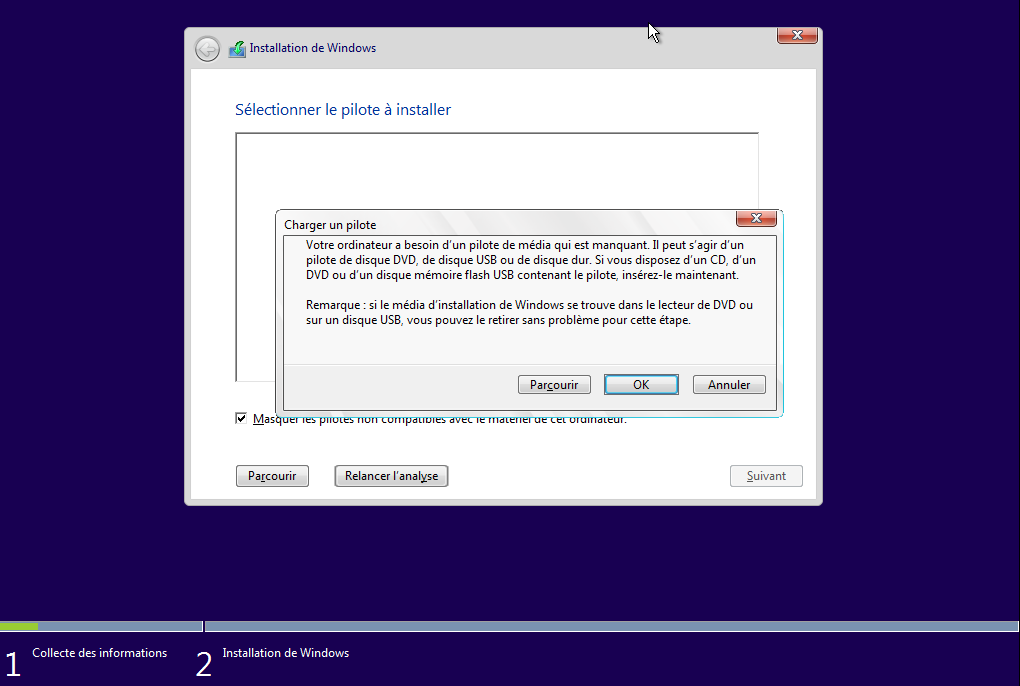 Installation de Windows
Sélectionner le pilote à installer
Charger un pilote
Votre ordinateur a besoin d'un pilote de média qui est manquant. Il peut s'agir d'un
pilote de disque DVD, de disque USB ou de disque dur. Si vous disposez d'un CD, d'un
DVD ou d'un disque mémoire flash USB contenant le pilote, insérez-le maintenant.
Remarque : si le média d'installation de Windows se trouve dans le lecteur de DVD ou
sur un disque USB, vous pouvez le retirer sans problème pour cette étape.
Parcourir OK Annuler
Masquer les pilotes non compatibles avec le matériel de cet ordinateur.
Parcourir Relancer l'analyse Suivant
1 Collecte des informations 2 Installation de Windows